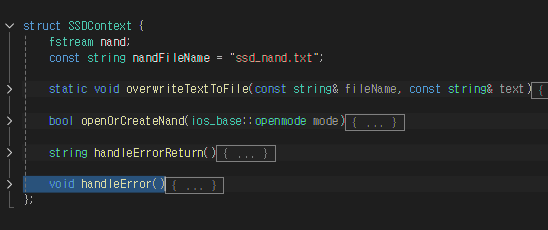 struct SSDContext {
fstream nand;
const string nandFileName = "ssd_nand.txt";
static void overwriteTextToFile(const string& fileName, const string& text){
bool openOrCreateNand(ios_base::openmode mode){ ... }
string handleErrorReturn(){ ... }
void handleError(){ ... }
};